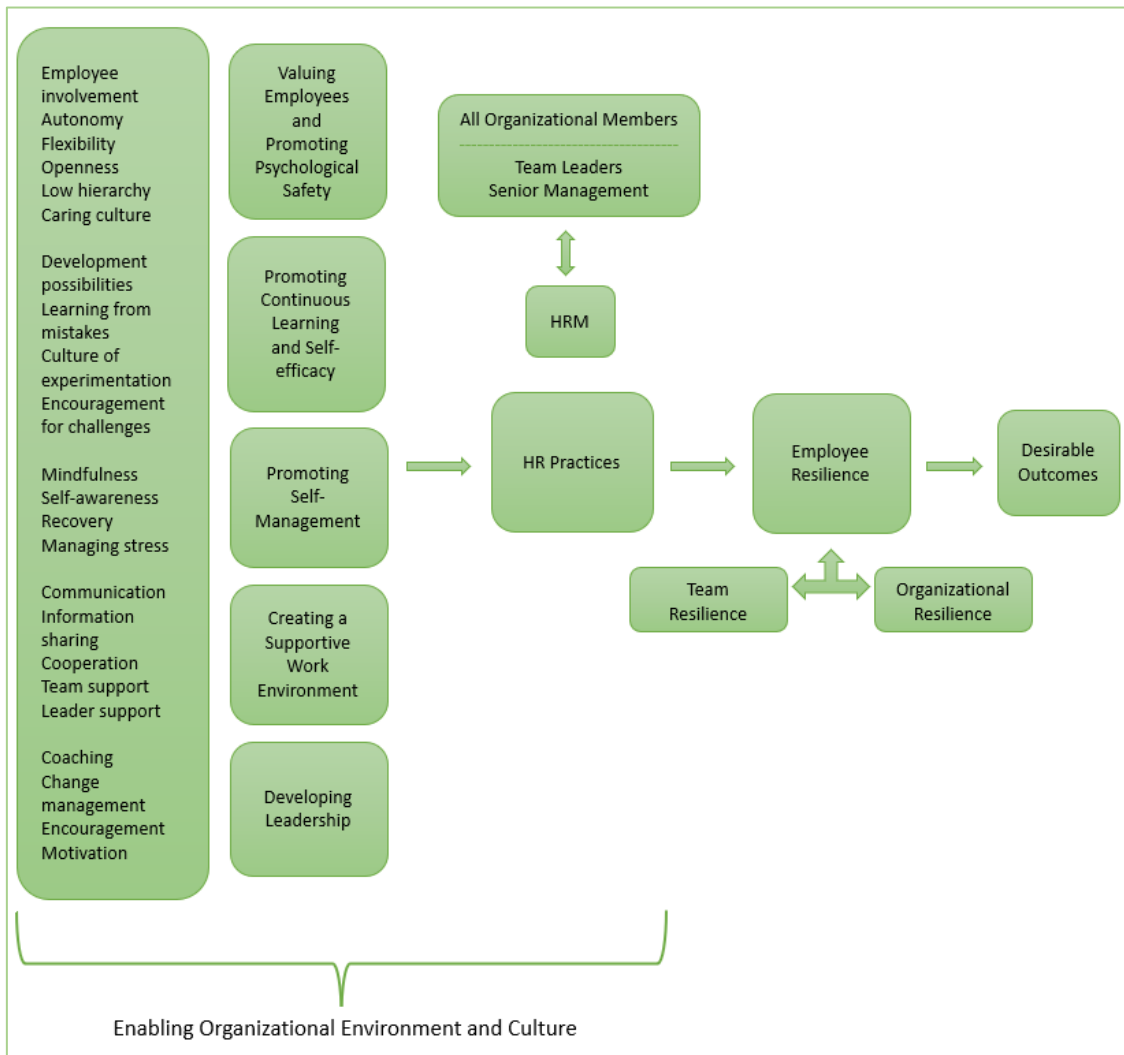 Employee
involvement
Autonomy
Flexibility
Openness
Low hierarchy
Caring culture
Development
possibilities
Learning from
mistakes
Culture of
experimentation
Encouragement
for challenges
Mindfulness
Self-awareness
Recovery
Managing stress
Communication
Information
sharing
Cooperation
Team support
Leader support
Coaching
Change
management
Encouragement
Motivation
Valuing
Employees
and
Promoting
Psychological
Safety
Promoting
Continuous
Learning
and Self-
efficacy
Promoting
Self-
Management
Creating a
Supportive
Work
Environment
Developing
Leadership
All Organizational Members
Team Leaders
Senior Management
HRM
HR Practices
Employee
Resilience
Desirable
Outcomes
Team
Resilience
Organizational
Resilience
Enabling Organizational Environment and Culture